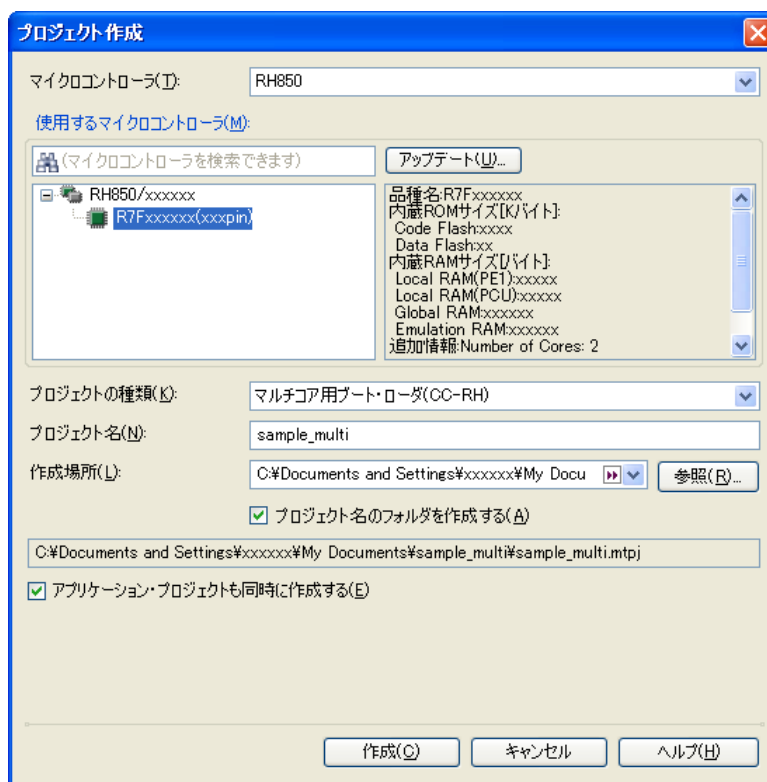 プロジェクト作成
マイクロコントローラ(T): RH850
使用するマイクロコントローラ(M):
(マイクロコントローラを検索できます) アップデート(U)...
RH850/xxxxxx
R7Fxxxxxx(xxxpin)
品種名:R7Fxxxxxx
内蔵ROMサイズ[Kバイト]:
Code Flash:xxxx
Data Flash:xx
内蔵RAMサイズ[バイト]:
Local RAM(PE1):xxxxx
Local RAM(PCU):xxxxx
Global RAM:xxxxxx
Emulation RAM:xxxxxx
追加情報:Number of Cores: 2
プロジェクトの種類(K): マルチコア用ブート・ローダ(CC-RH)
プロジェクト名(N): sample_multi
作成場所(L): C:¥Documents and Settings¥xxxxxx¥My Docu 参照(R)...
プロジェクト名のフォルダを作成する(A)
C:¥Documents and Settings¥xxxxxx¥My Documents¥sample_multi¥sample_multi.mtpj
アプリケーション・プロジェクトも同時に作成する(E)
作成(C) キャンセル ヘルプ(H)